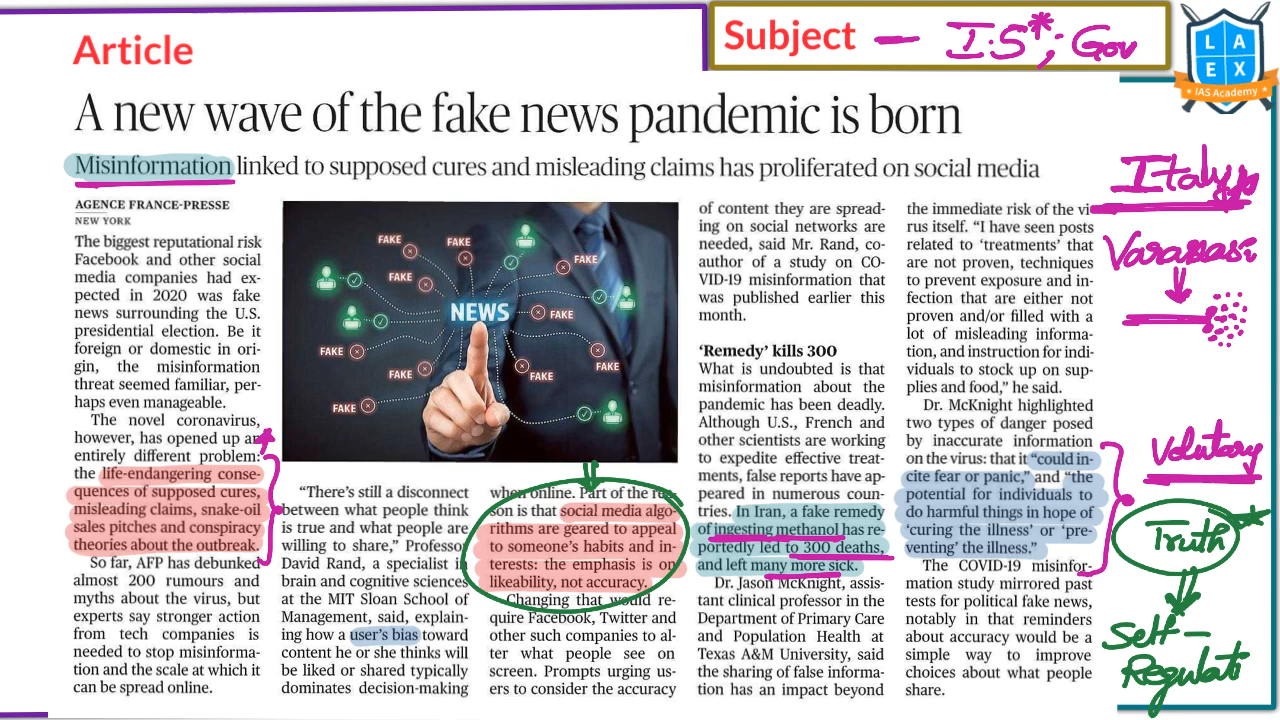 Article
Subject – I.S*; Gov
L A
E X
IAS Academy
A new wave of the fake news pandemic is born
Misinformation linked to supposed cures and misleading claims has proliferated on social media
AGENCE FRANCE-PRESSE
NEW YORK
The biggest reputational risk
Facebook and other social
media companies had ex-
pected in 2020 was fake
news surrounding the U.S.
presidential election. Be it
foreign or domestic in ori-
gin, the misinformation
threat seemed familiar, per-
haps even manageable.
The novel coronavirus,
however, has opened up an
entirely different problem:
the life-endangering conse-
quences of supposed cures,
misleading claims, snake-oil
sales pitches and conspiracy
theories about the outbreak.
So far, AFP has debunked
almost 200 rumours and
myths about the virus, but
experts say stronger action
from tech companies is
needed to stop misinforma-
tion and the scale at which it
can be spread online.
FAKE
FAKE
FAKE
FAKE
FAKE
NEWS
FAKE
FAKE
FAKE
FAKE
FAKE
FAKE
"There's still a disconnect
between what people think
is true and what people are
willing to share," Professor
David Rand, a specialist in
brain and cognitive sciences
at the MIT Sloan School of
Management, said, explain-
ing how a user's bias toward
content he or she thinks will
be liked or shared typically
dominates decision-making
when online. Part of the rea-
son is that social media algo-
rithms are geared to appeal
to someone's habits and in-
terests: the emphasis is on
likeability, not accuracy.
Changing that would re-
quire Facebook, Twitter and
other such companies to al-
ter what people see on
screen. Prompts urging us-
ers to consider the accuracy
of content they are spread-
ing on social networks are
needed, said Mr. Rand, co-
author of a study on CO-
VID-19 misinformation that
was published earlier this
month.
'Remedy' kills 300
What is undoubted is that
misinformation about the
pandemic has been deadly.
Although U.S., French and
other scientists are working
to expedite effective treat-
ments, false reports have ap-
peared in numerous coun-
tries. In Iran, a fake remedy
of ingesting methanol has re-
portedly led to 300 deaths,
and left many more sick.
Dr. Jason McKnight, assis-
tant clinical professor in the
Department of Primary Care
and Population Health at
Texas A&M University, said
the sharing of false informa-
tion has an impact beyond
the immediate risk of the vi-
rus itself. "I have seen posts
related to 'treatments' that
are not proven, techniques
to prevent exposure and in-
fection that are either not
proven and/or filled with a
lot of misleading informa-
tion, and instruction for indi-
viduals to stock up on sup-
plies and food," he said.
Dr. McKnight highlighted
two types of danger posed
by inaccurate information
on the virus: that it "could in-
cite fear or panic," and "the
potential for individuals to
do harmful things in hope of
'curing the illness' or 'pre-
venting' the illness."
The COVID-19 misinfor-
mation study mirrored past
tests for political fake news,
notably in that reminders
about accuracy would be a
simple way to improve
choices about what people
share.
Italy
Varanasi
Volutary
Truth
Self-
Regulati